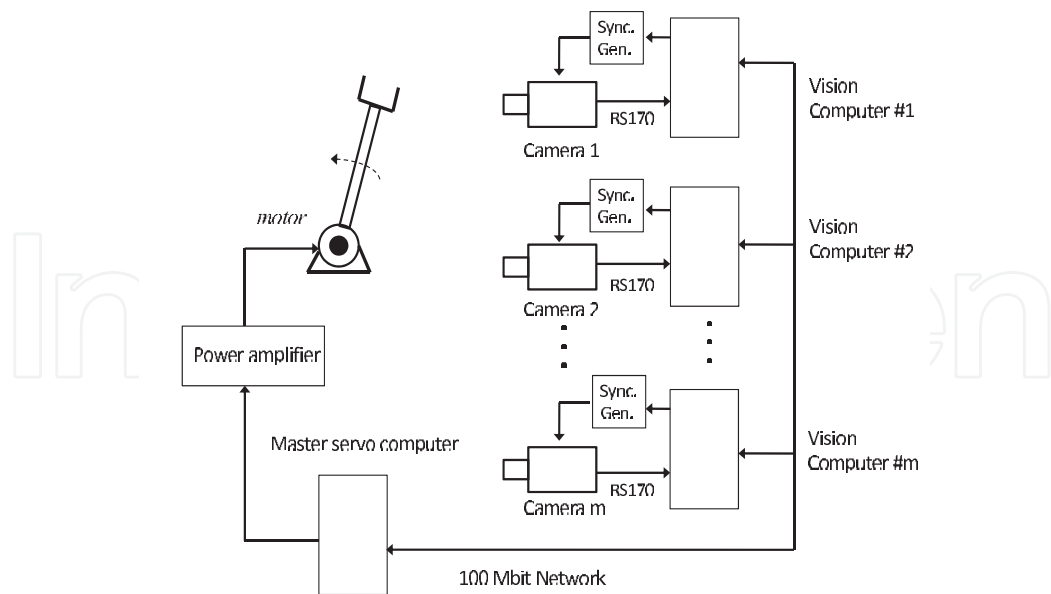 Sync.
Gen.
RS170
Camera 1
Vision
Computer #1
Sync.
Gen.
RS170
Camera 2
Vision
Computer #2
motor
Power amplifier
Master servo computer
Sync.
Gen.
RS170
Camera m
Vision
Computer #m
100 Mbit Network